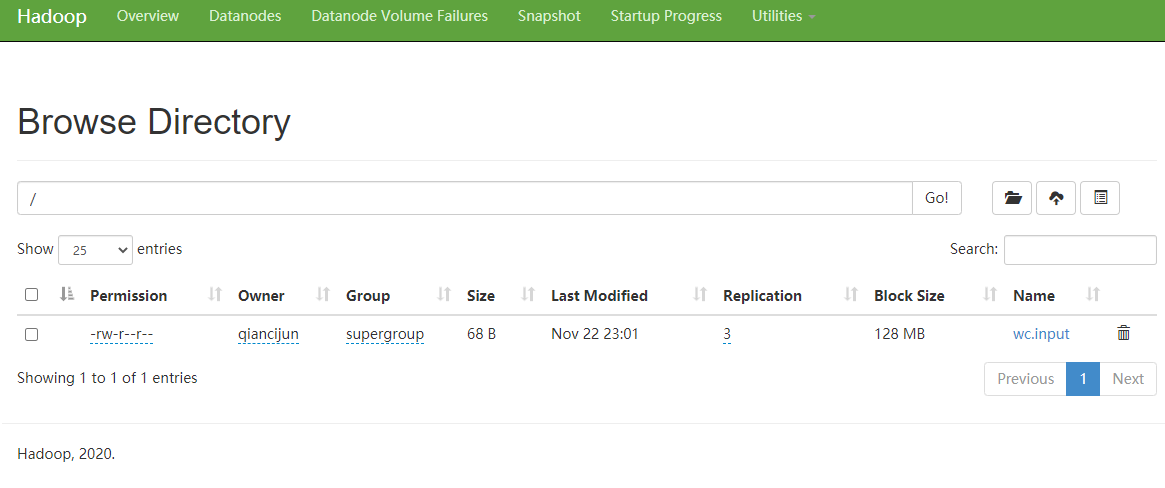 Hadoop Overview Datanodes Datanode Volume Failures Snapshot Startup Progress Utilities
Browse Directory
/ Go!
Show 25 entries Search:
Permission Owner Group Size Last Modified Replication Block Size Name
-rw-r--r-- qiancijun supergroup 68 B Nov 22 23:01 3 128 MB wc.input
Showing 1 to 1 of 1 entries Previous 1 Next
Hadoop, 2020.